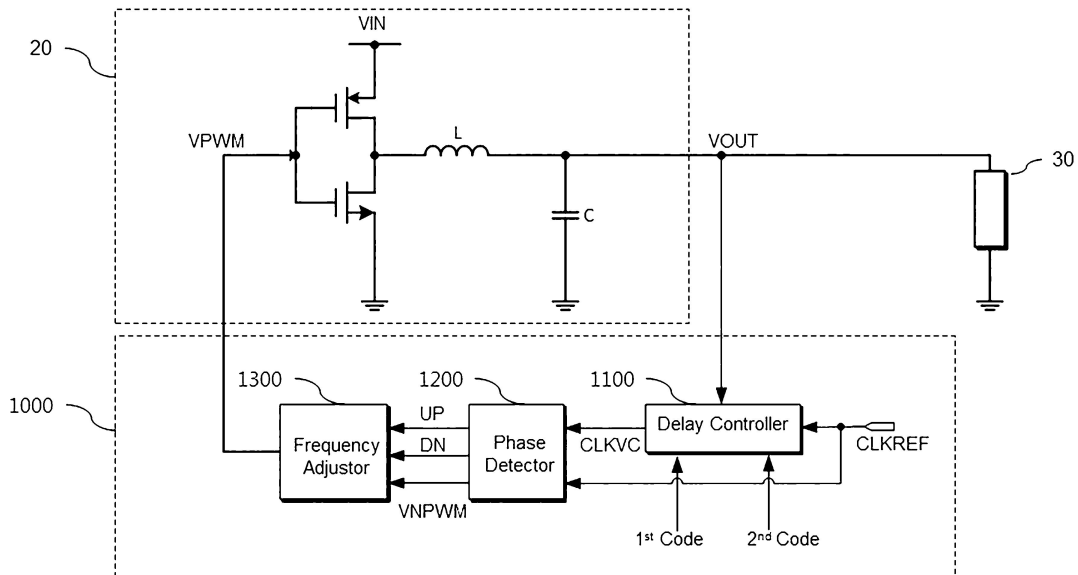 VIN
20
VPWM
L
VOUT
30
C
1300
1200
1100
1000
UP
DN
VNPWM
Frequency
Adjustor
Phase
Detector
CLKVC
Delay Controller
CLKREF
1st Code
2nd Code